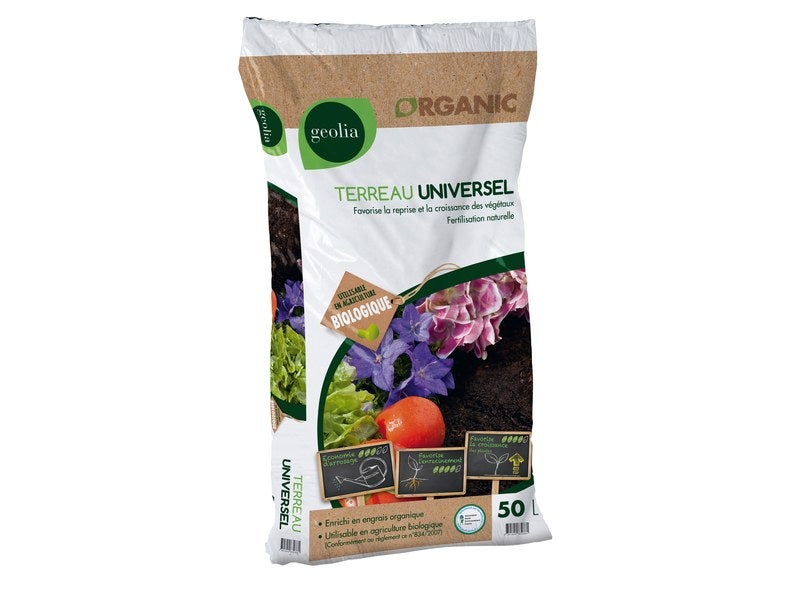 ORGANIC
geolia
geolia
TERREAU UNIVERSEL
Favorise la reprise et la croissance des végétaux
Fertilisation naturelle
UTILISABLE
EN AGRICULTURE
BIOLOGIQUE
Economie
d'arrosage
Favorise
l'enracinement
Favorise
la croissance
des plantes
TERREAU
UNIVERSEL
• Enrichi en engrais organique
• Utilisable en agriculture biologique
(Conformément au règlement ce n°834/2007)
50 L